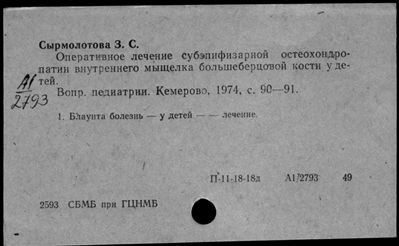 Сырмолотова З. С.
Оперативное лечение субэпифизарной остеохондро-
патии внутреннего мыщелка большеберцовой кости у де-
тей.
А1
2793
Вопр. педиатрии. Кемерово, 1974, с. 90—91.
1. Блаунта болезнь — у детей — — лечение.
П-11-18-18л А1/2793 49
2593 СБМБ при ГЦНМБ